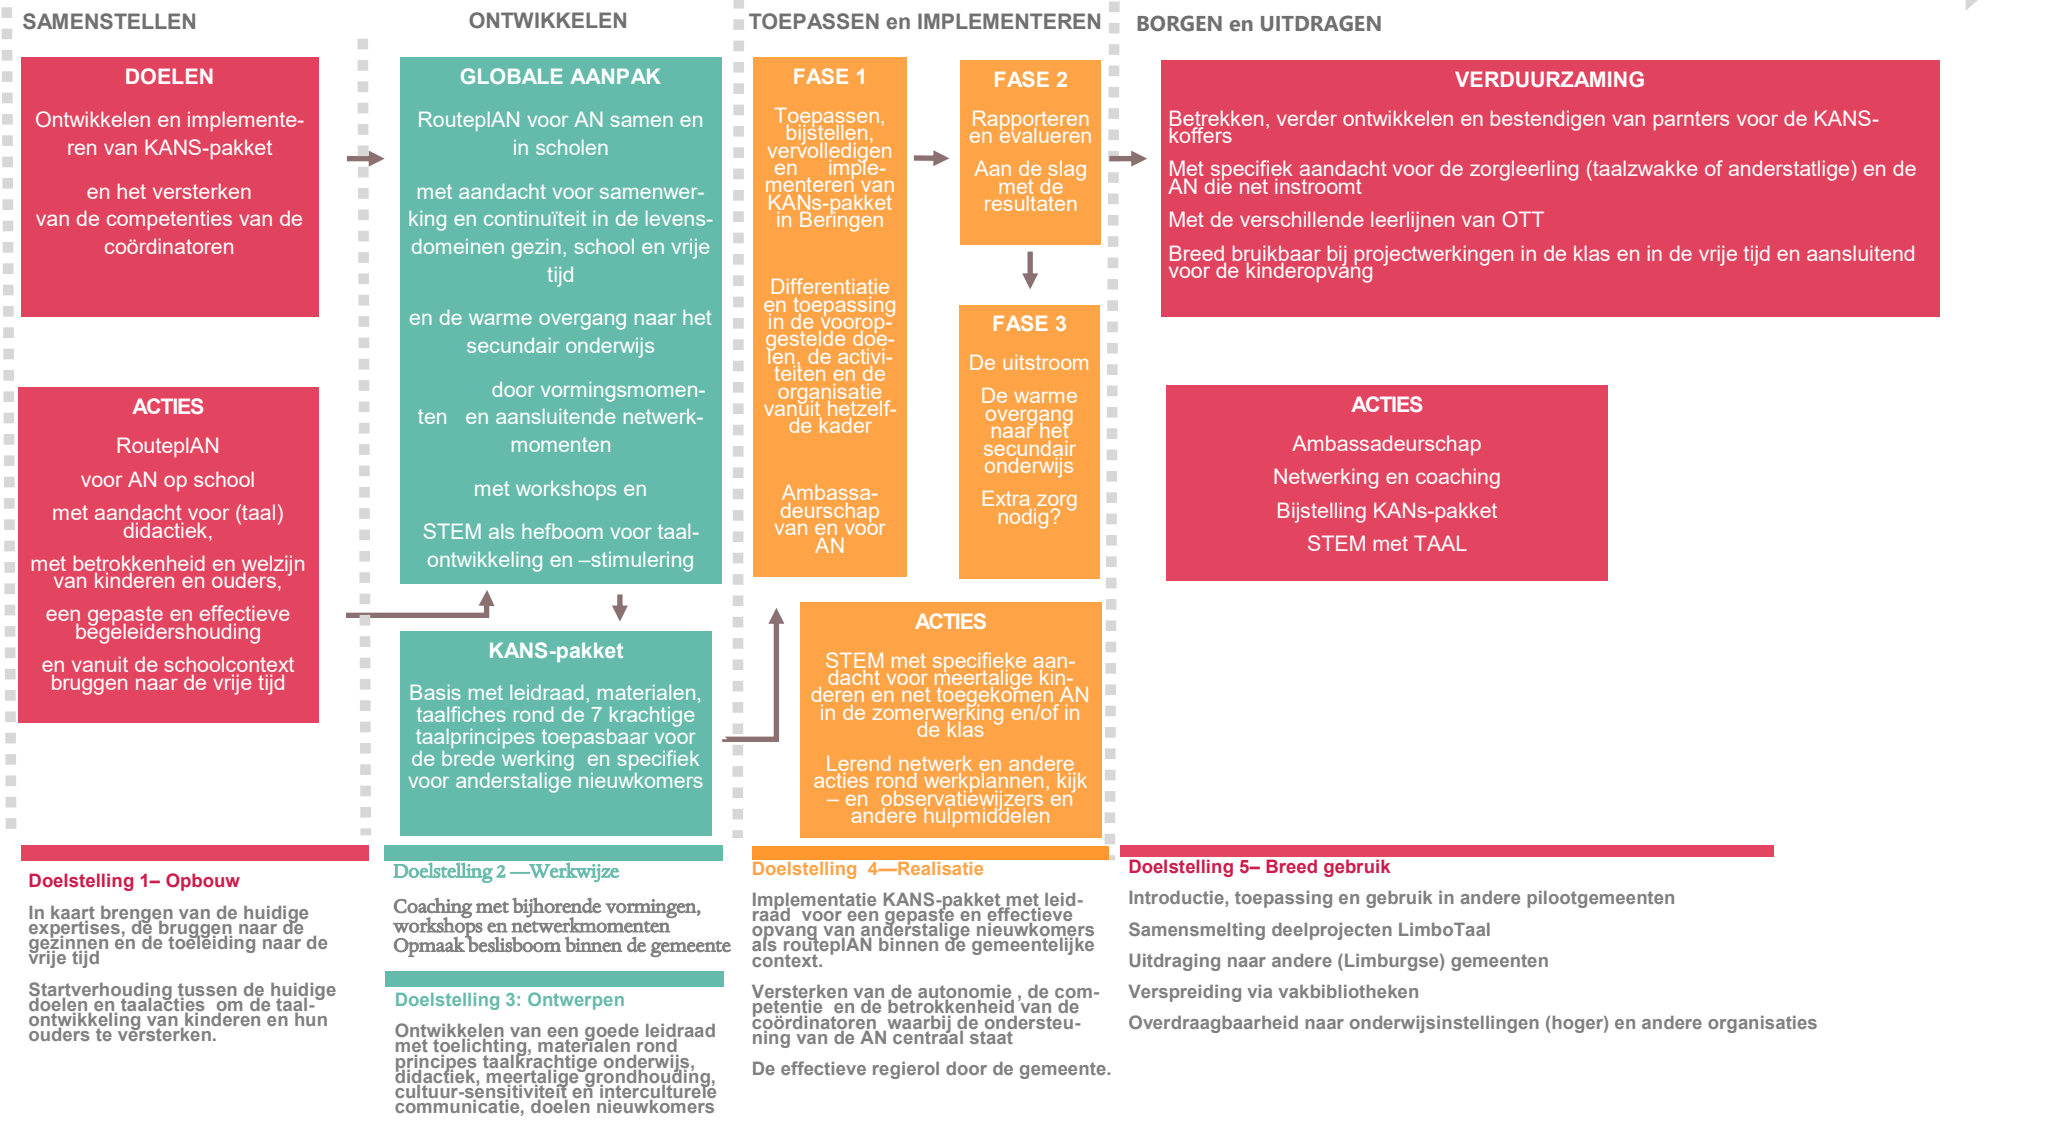 SAMENSTELLEN
DOELEN
Ontwikkelen en implemente-
ren van KANS-pakket
en het versterken
van de competenties van de
coördinatoren
ACTIES
RouteplAN
voor AN op school
met aandacht voor (taal)
didactiek,
met betrokkenheid en welzijn
van kinderen en ouders,
een gepaste en effectieve
begeleidershouding
en vanuit de schoolcontext
bruggen naar de vrije tijd
ONTWIKKELEN
GLOBALE AANPAK
RouteplAN voor AN samen en
in scholen
met aandacht voor samenwer-
king en continuïteit in de levens-
domeinen gezin, school en vrije
tijd
en de warme overgang naar het
secundair onderwijs
door vormingsmomen-
ten en aansluitende netwerk-
momenten
met workshops en
STEM als hefboom voor taal-
ontwikkeling en –stimulering
KANS-pakket
Basis met leidraad, materialen,
taalfiches rond de 7 krachtige
taalprincipes toepasbaar voor
de brede werking en specifiek
voor anderstalige nieuwkomers
TOEPASSEN en IMPLEMENTEREN
FASE 1
Toepassen,
bijstellen,
vervolledigen
en imple-
menteren van
KANs-pakket
in Beringen
Differentiatie
en toepassing
in de voorop-
gestelde doe-
len, de activi-
teiten en de
organisatie
vanuit hetzelf-
de kader
Ambassa-
deurschap
van en voor
AN
FASE 2
Rapporteren
en evalueren
Aan de slag
met de
resultaten
FASE 3
De uitstroom
De warme
overgang
naar het
secundair
onderwijs
Extra zorg
nodig?
ACTIES
STEM met specifieke aan-
dacht voor meertalige kin-
deren en net toegekomen AN
in de zomerwerking en/of in
de klas
Lerend netwerk en andere
acties rond werkplannen, kijk
– en observatiewijzers en
andere hulpmiddelen
BORGEN en UITDRAGEN
VERDUURZAMING
Betrekken, verder ontwikkelen en bestendigen van parnters voor de KANS-
koffers
Met specifiek aandacht voor de zorgleerling (taalzwakke of anderstatlige) en de
AN die net instroomt
Met de verschillende leerlijnen van OTT
Breed bruikbaar bij projectwerkingen in de klas en in de vrije tijd en aansluitend
voor de kinderopvang
ACTIES
Ambassadeurschap
Netwerking en coaching
Bijstelling KANs-pakket
STEM met TAAL
Doelstelling 1– Opbouw
In kaart brengen van de huidige
expertises, de bruggen naar de
gezinnen en de toeleiding naar de
vrije tijd
Startverhouding tussen de huidige
doelen en taalacties om de taal-
ontwikkeling van kinderen en hun
ouders te versterken.
Doelstelling 2 —Werkwijze
Coaching met bijhorende vormingen,
workshops en netwerkmomenten
Opmaak beslisboom binnen de gemeente
Doelstelling 3: Ontwerpen
Ontwikkelen van een goede leidraad
met toelichting, materialen rond
principes taalkrachtige onderwijs,
didactiek, meertalige grondhouding,
cultuur-sensitiviteit en interculturele
communicatie, doelen nieuwkomers
Doelstelling 4—Realisatie
Implementatie KANS-pakket met leid-
raad voor een gepaste en effectieve
opvang van anderstalige nieuwkomers
als routeplAN binnen de gemeentelijke
context.
Versterken van de autonomie , de com-
petentie en de betrokkenheid van de
coördinatoren waarbij de ondersteu-
ning van de AN centraal staat
De effectieve regierol door de gemeente.
Doelstelling 5– Breed gebruik
Introductie, toepassing en gebruik in andere pilootgemeenten
Samensmelting deelprojecten LimboTaal
Uitdraging naar andere (Limburgse) gemeenten
Verspreiding via vakbibliotheken
Overdraagbaarheid naar onderwijsinstellingen (hoger) en andere organisaties